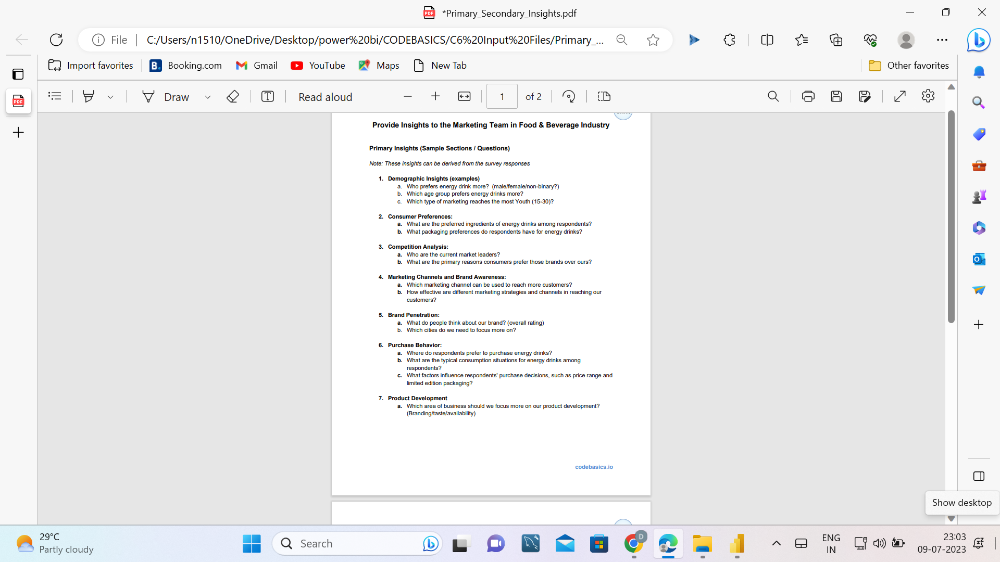 *Primary_Secondary_Insights.pdf
File
C:/Users/n1510/OneDrive/Desktop/power%20bi/CODEBASICS/C6%20Input%20Files/Primary_...
Import favorites
Booking.com
Gmail
YouTube
Maps
New Tab
Other favorites
Draw
Read aloud
1 of 2
Provide Insights to the Marketing Team in Food & Beverage Industry
Primary Insights (Sample Sections / Questions)
Note: These insights can be derived from the survey responses
1. Demographic Insights (examples)
a. Who prefers energy drink more? (male/female/non-binary?)
b. Which age group prefers energy drinks more?
c. Which type of marketing reaches the most Youth (15-30)?
2. Consumer Preferences:
a. What are the preferred ingredients of energy drinks among respondents?
b. What packaging preferences do respondents have for energy drinks?
3. Competition Analysis:
a. Who are the current market leaders?
b. What are the primary reasons consumers prefer those brands over ours?
4. Marketing Channels and Brand Awareness:
a. Which marketing channel can be used to reach more customers?
b. How effective are different marketing strategies and channels in reaching our
customers?
5. Brand Penetration:
a. What do people think about our brand? (overall rating)
b. Which cities do we need to focus more on?
6. Purchase Behavior:
a. Where do respondents prefer to purchase energy drinks?
b. What are the typical consumption situations for energy drinks among
respondents?
c. What factors influence respondents' purchase decisions, such as price range and
limited edition packaging?
7. Product Development
a. Which area of business should we focus more on our product development?
(Branding/taste/availability)
codebasics.io
Show desktop
29°C
Partly cloudy
Search
D
ENG
IN
23:03
09-07-2023